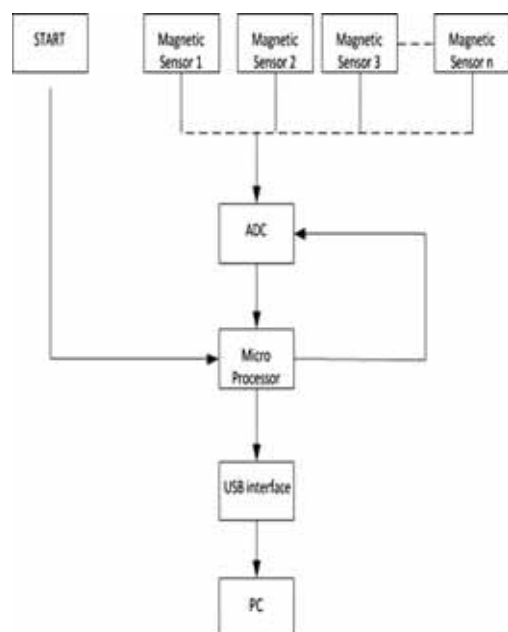 START
Magnetic
Sensor 1
Magnetic
Sensor 2
Magnetic
Sensor 3
Magnetic
Sensor n
ADC
Micro
Processor
USB interface
PC